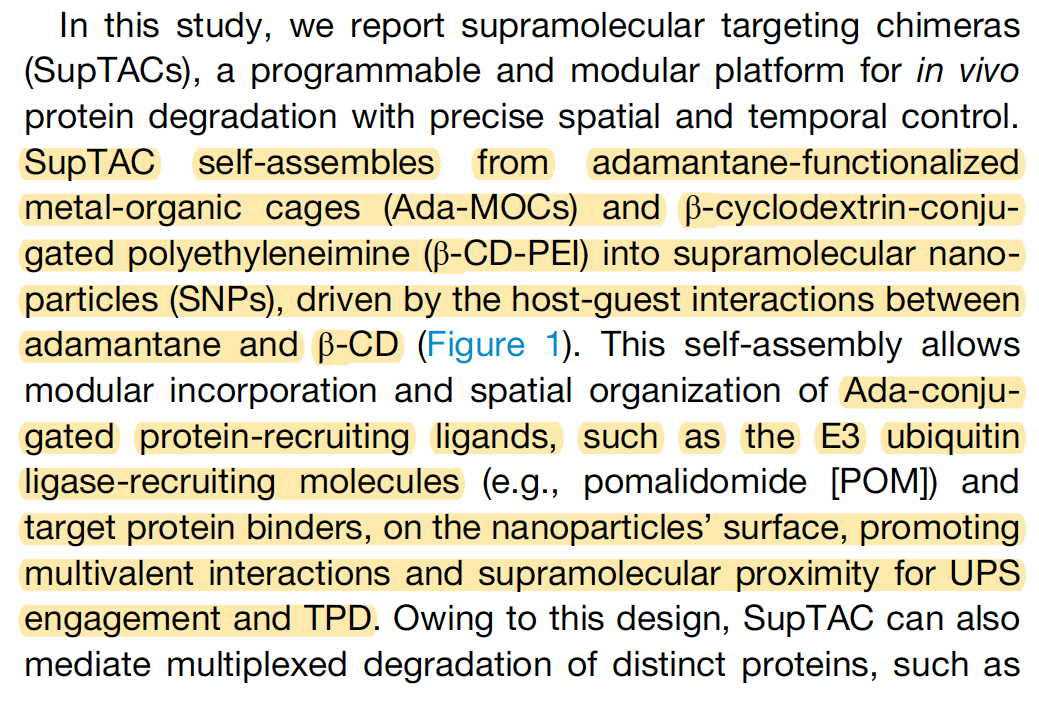 In this study, we report supramolecular targeting chimeras
(SupTACs), a programmable and modular platform for in vivo
protein degradation with precise spatial and temporal control.
SupTAC self-assembles from adamantane-functionalized
metal-organic cages (Ada-MOCs) and β-cyclodextrin-conju-
gated polyethyleneimine (β-CD-PEI) into supramolecular nano-
particles (SNPs), driven by the host-guest interactions between
adamantane and β-CD (Figure 1). This self-assembly allows
modular incorporation and spatial organization of Ada-conju-
gated protein-recruiting ligands, such as the E3 ubiquitin
ligase-recruiting molecules (e.g., pomalidomide [POM]) and
target protein binders, on the nanoparticles’ surface, promoting
multivalent interactions and supramolecular proximity for UPS
engagement and TPD. Owing to this design, SupTAC can also
mediate multiplexed degradation of distinct proteins, such as